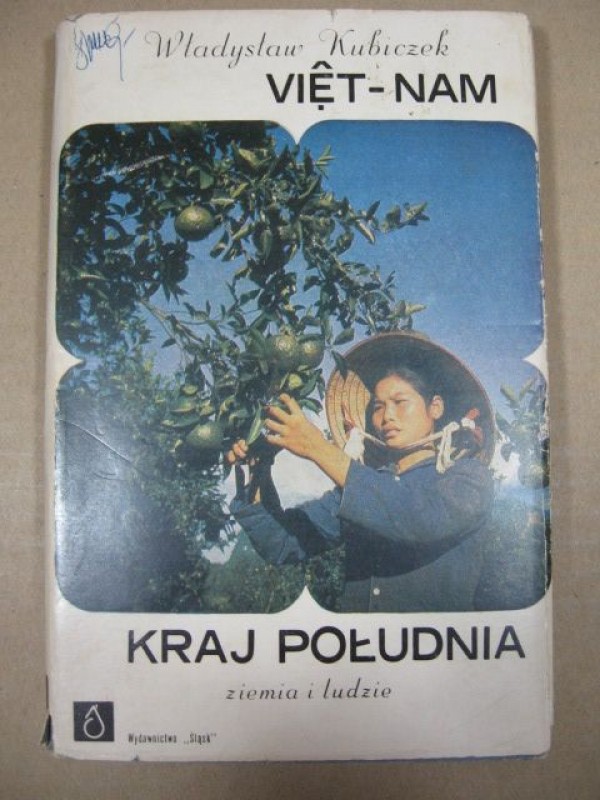 Władysław Kubiczek
VIỆT-NAM
KRAJ POŁUDNIA
ziemia i ludzie
Wydawnictwo „Śląsk"